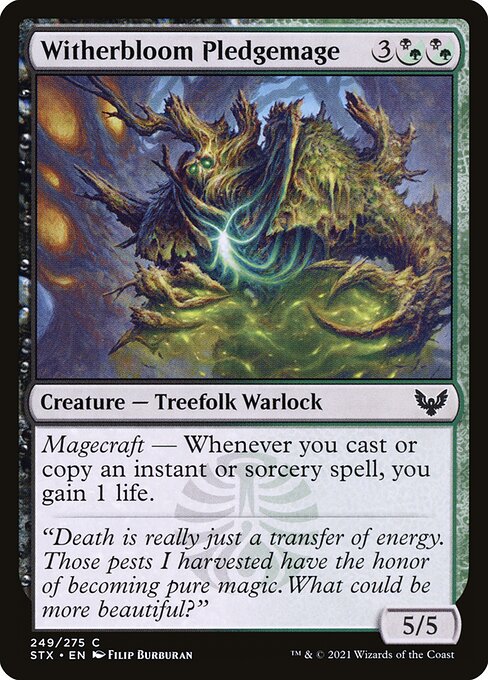 Witherbloom Pledgemage 3
Creature — Treefolk Warlock
Magecraft — Whenever you cast or
copy an instant or sorcery spell, you
gain 1 life.
“Death is really just a transfer of energy.
Those pests I harvested have the honor
of becoming pure magic. What could be
more beautiful?”
5/5
249/275 C
STX • EN Filip Burburan
™ & © 2021 Wizards of the Coast